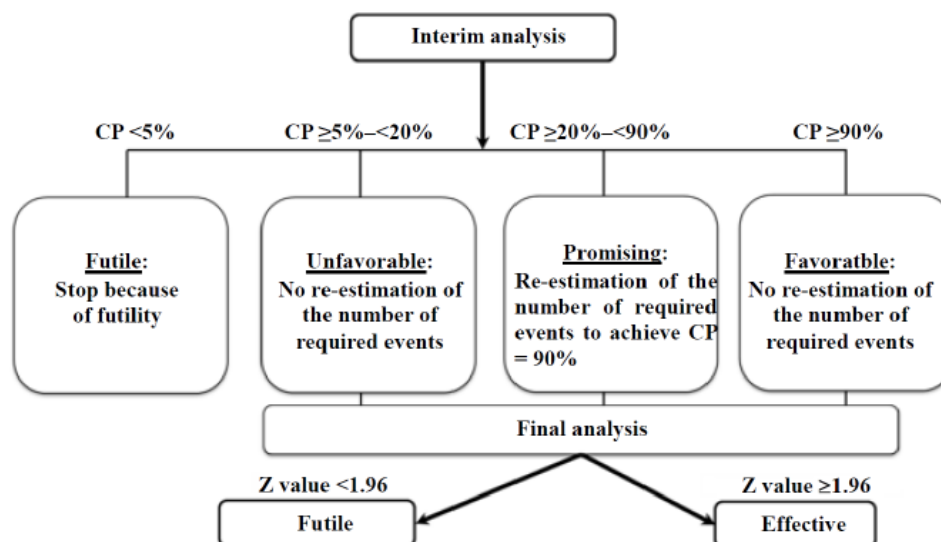 Interim analysis
CP <5%
CP ≥5%–<20%
CP ≥20%–<90%
CP ≥90%
Futile:
Stop because
of futility
Unfavorable:
No re-estimation of
the number of
required events
Promising:
Re-estimation of the
number of required
events to achieve CP
= 90%
Favoratble:
No re-estimation of
the number of
required events
Final analysis
Z value <1.96
Z value ≥1.96
Futile
Effective